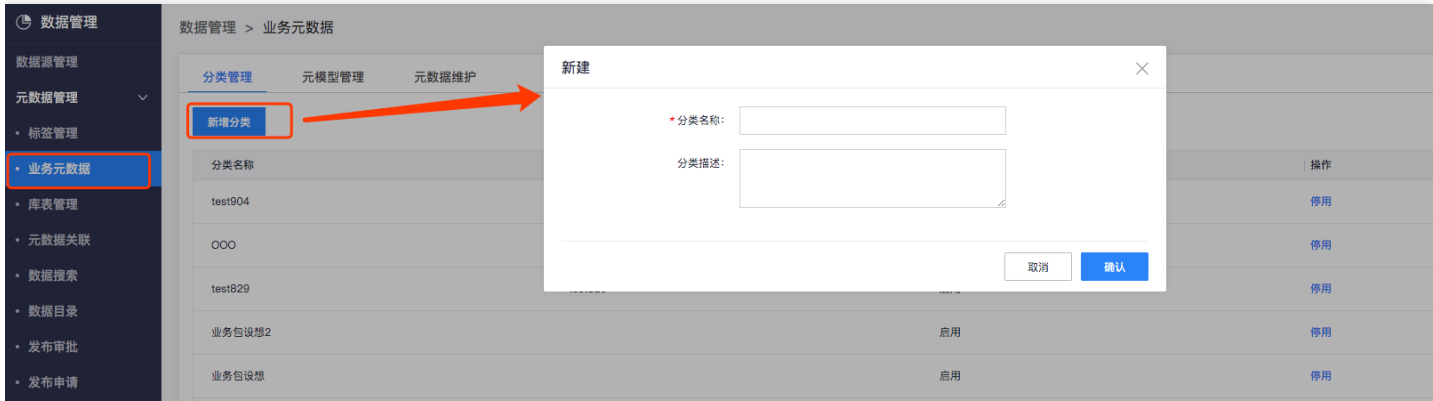 数据管理
数据管理 > 业务元数据
数据源管理
元数据管理
• 标签管理
• 业务元数据
• 库表管理
• 元数据关联
• 数据搜索
• 数据目录
• 发布审批
• 发布申请
分类管理 元模型管理 元数据维护
新增分类
分类名称 操作
test904 停用
OOO 停用
test829 停用
业务包设想2 启用 停用
业务包设想 启用 停用
新建
*分类名称:
分类描述:
取消 确认